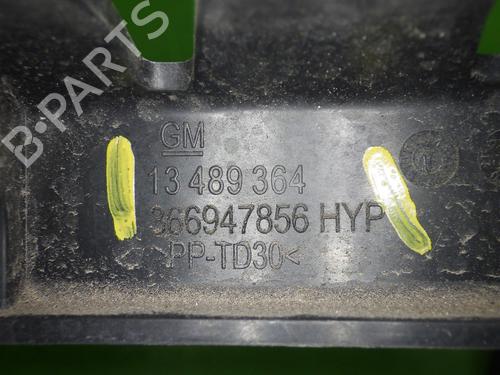 B-PARTS
GM
13 489 364
366947856 HYP
>PP-TD30<